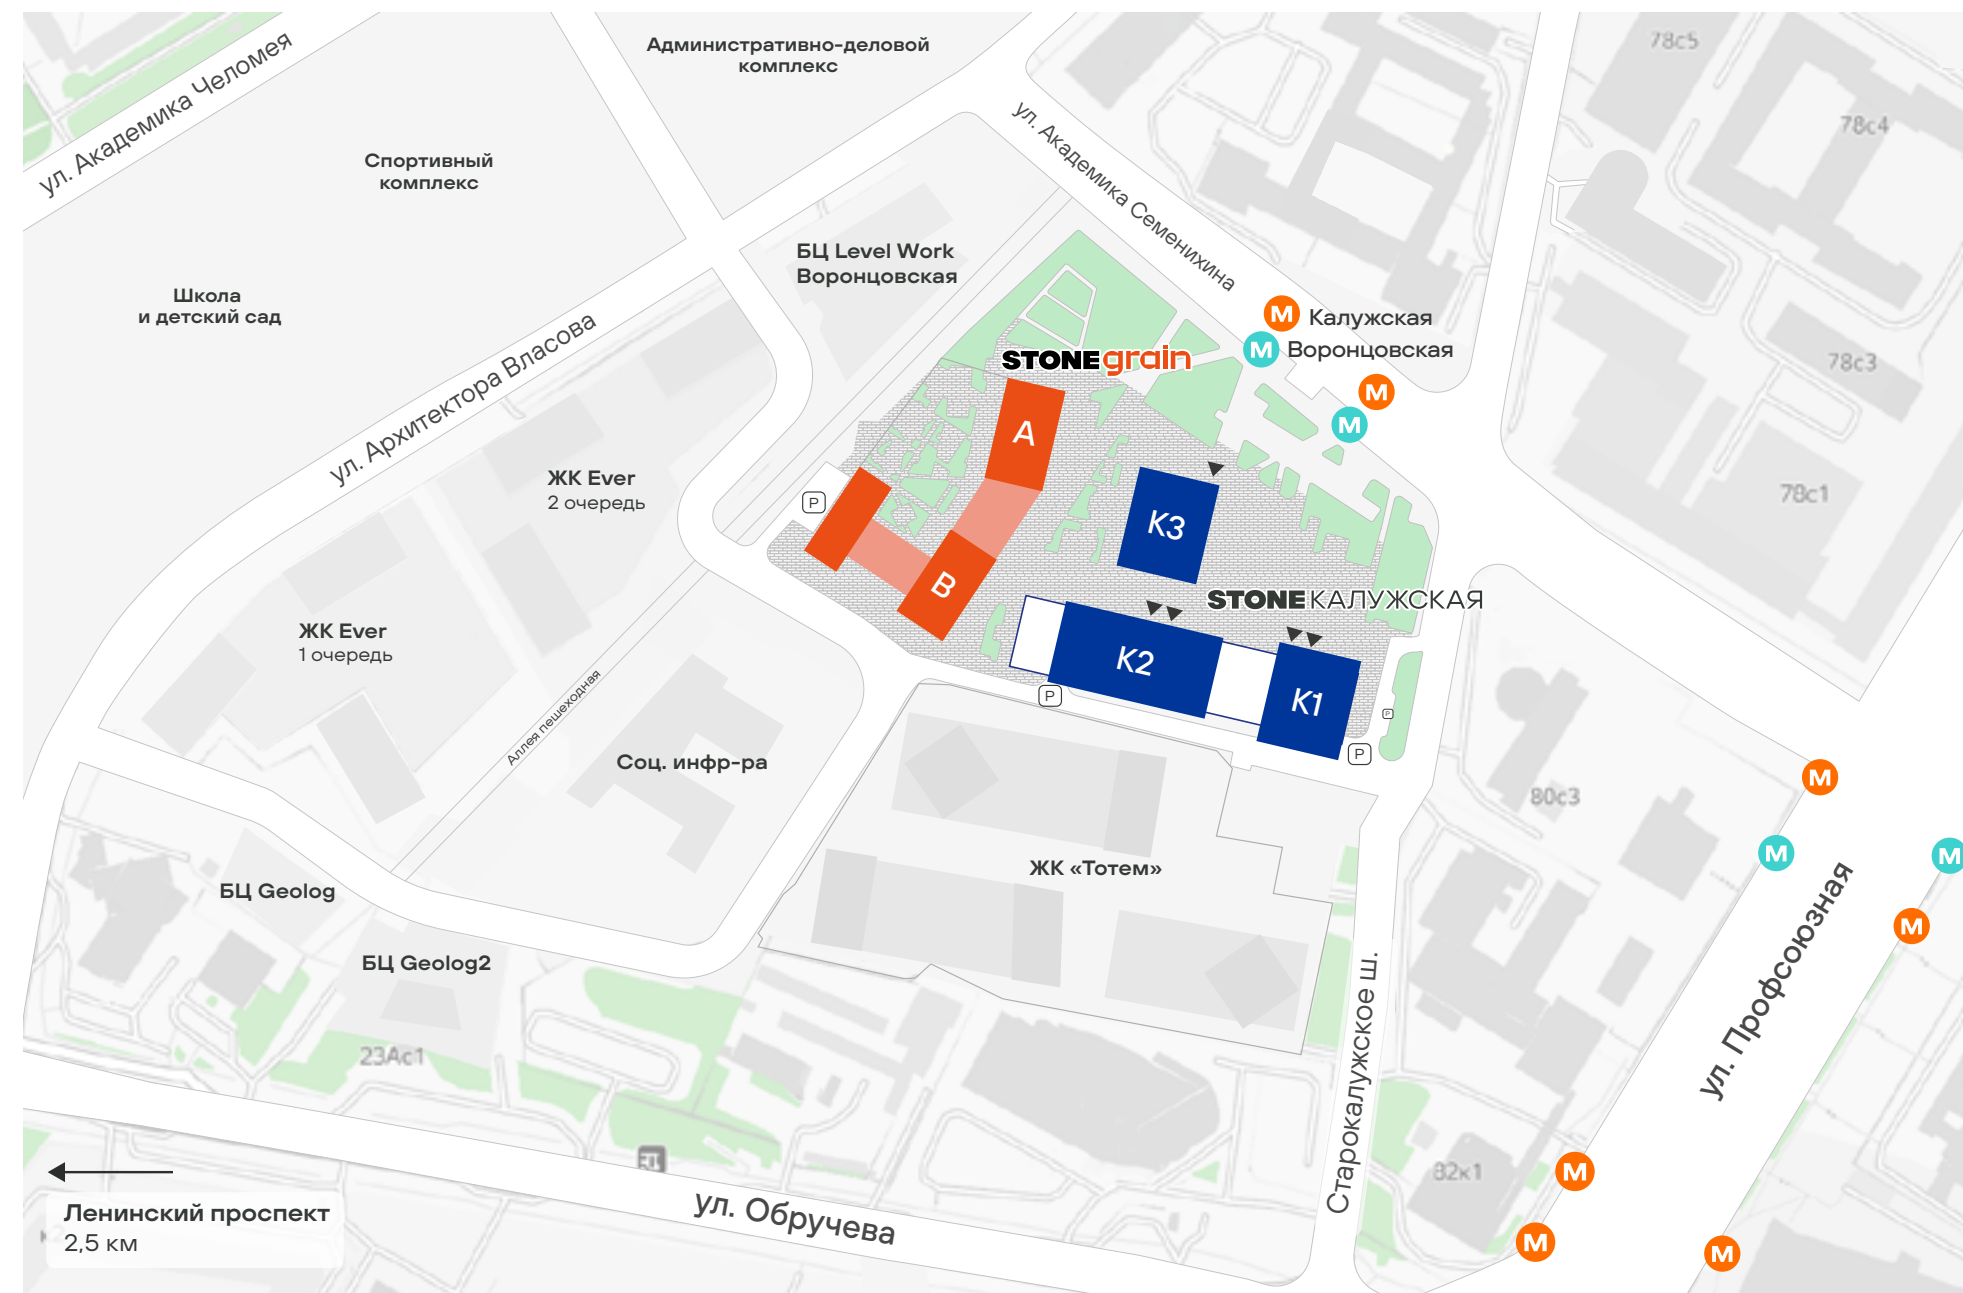 Административно-деловой
комплекс
78с5
ул. Академика Челомея
78с4
ул. Академика Семенихина
Спортивный
комплекс
БЦ Level Work
Воронцовская
Школа
и детский сад
М Калужская
М Воронцовская
ул. Архитектора Власова
STONE grain
78с3
М
М
A
ЖК Ever
2 очередь
P
K3
78с1
B
STONE КАЛУЖСКАЯ
ЖК Ever
1 очередь
K2
K1
P
P
P
Аллея пешеходная
Соц. инфр-ра
М
80с3
М
М
ЖК «Тотем»
БЦ Geolog
М
ул. Профсоюзная
БЦ Geolog2
Старокалужское ш.
23Ас1
82к1
М
Ленинский проспект
2,5 км
ул. Обручева
М
М